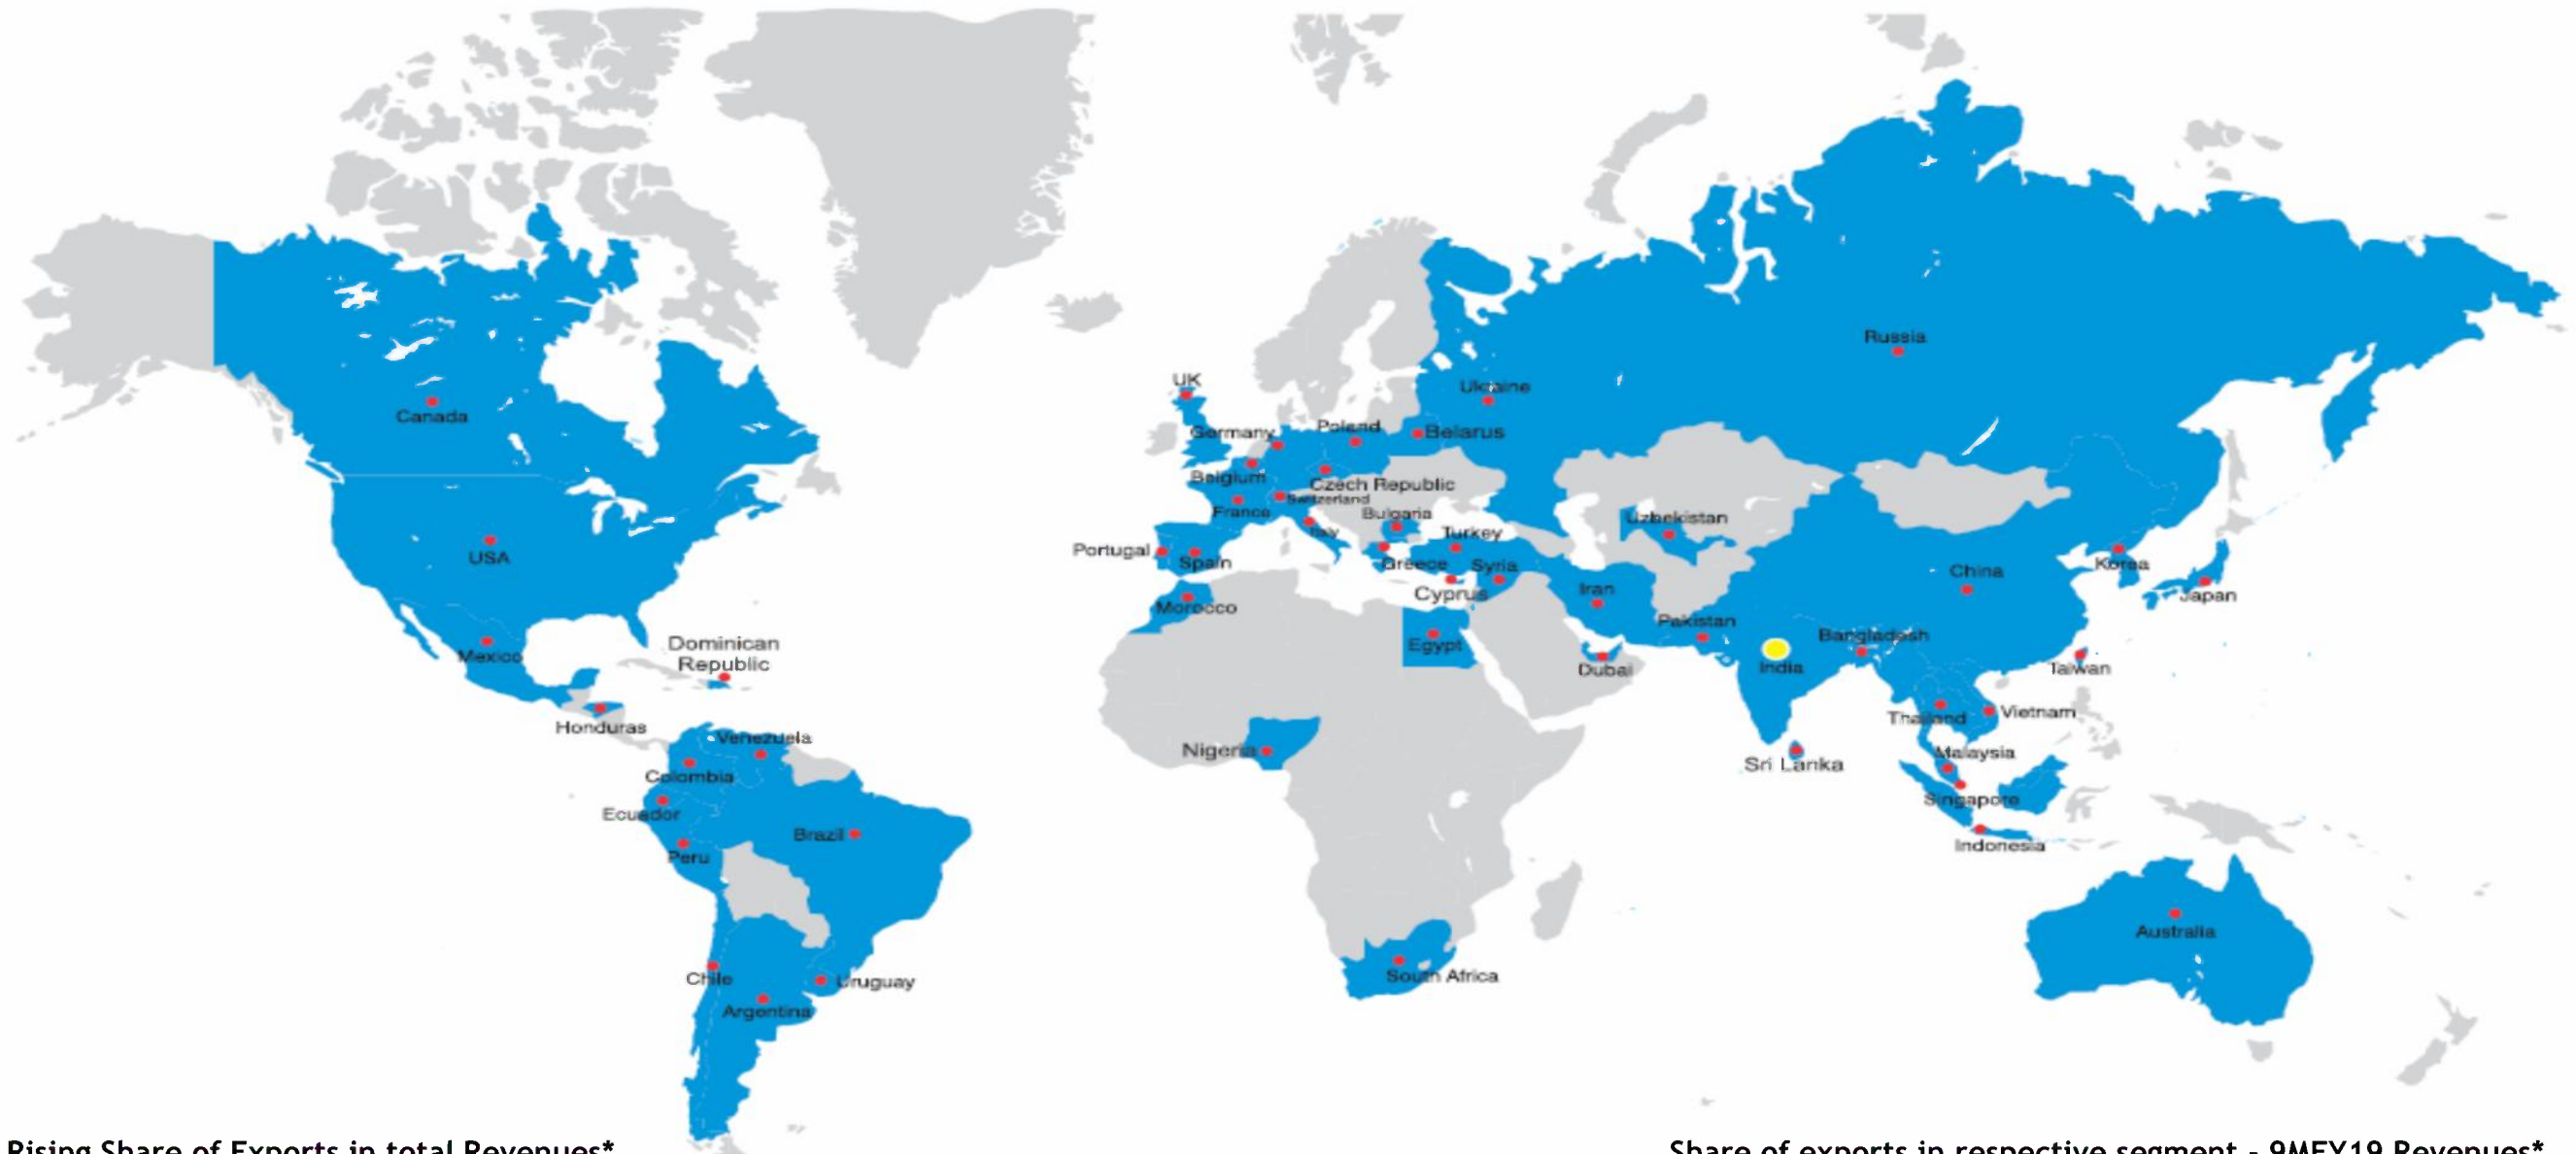 Russia
UK
Ukraine
Canada
Germany
Poland
Belarus
Belgium
Czech Republic
Switzerland
France
Bulgaria
Uzbekistan
Italy
Turkey
USA
Portugal
Spain
Greece
Syria
Korea
China
Iran
Cyprus
Japan
Morocco
Pakistan
Bangladesh
Dominican
Republic
Egypt
Mexico
India
Dubai
Taiwan
Honduras
Thailand
Vietnam
Venezuela
Nigeria
Malaysia
Sri Lanka
Colombia
Singapore
Ecuador
Brazil
Indonesia
Peru
Australia
South Africa
Chile
Uruguay
Argentina
Rising Share of Exports in total Revenues*
Share of exports in respective segment - 9MFY19 Revenues*